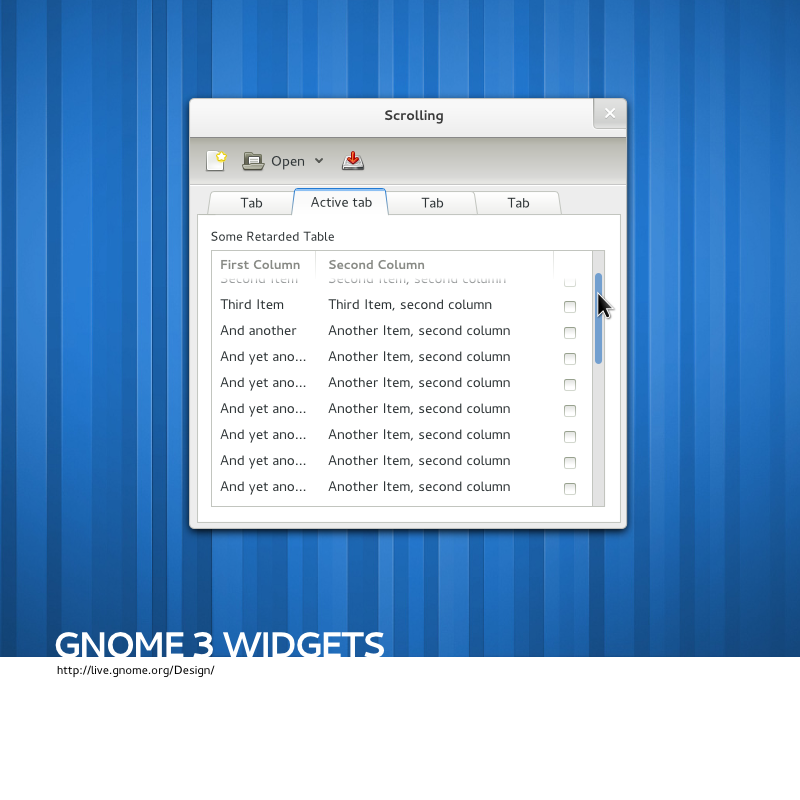 Scrolling
Open
Tab Active tab Tab Tab
Some Retarded Table
First Column Second Column
Second Item Second Item, second column
Third Item Third Item, second column
And another Another Item, second column
And yet ano... Another Item, second column
And yet ano... Another Item, second column
And yet ano... Another Item, second column
And yet ano... Another Item, second column
And yet ano... Another Item, second column
And yet ano... Another Item, second column
GNOME 3 WIDGETS
http://live.gnome.org/Design/